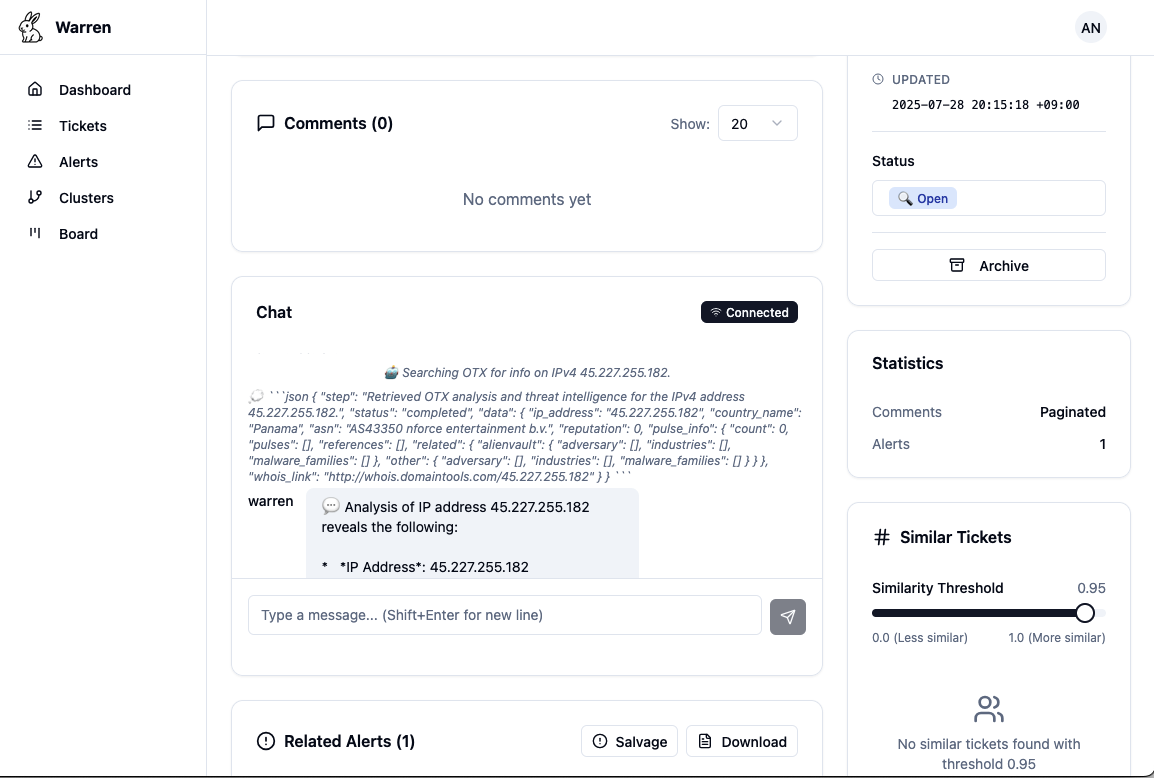 Warren
AN
Dashboard
Tickets
Alerts
Clusters
Board
Comments (0)
Show:
20
No comments yet
Chat
Connected
Searching OTX for info on IPv4 45.227.255.182.
```json { "step": "Retrieved OTX analysis and threat intelligence for the IPv4 address
45.227.255.182.", "status": "completed", "data": { "ip_address": "45.227.255.182", "country_name":
"Panama", "asn": "AS43350 nforce entertainment b.v.", "reputation": 0, "pulse_info": { "count": 0,
"pulses": [], "references": [], "related": { "alienvault": { "adversary": [], "industries": [],
"malware_families": [] }, "other": { "adversary": [], "industries": [], "malware_families": [] } } },
"whois_link": "http://whois.domaintools.com/45.227.255.182" } } ```
warren
Analysis of IP address 45.227.255.182
reveals the following:
* *IP Address*: 45.227.255.182
Type a message... (Shift+Enter for new line)
Related Alerts (1)
Salvage
Download
UPDATED
2025-07-28 20:15:18 +09:00
Status
Open
Archive
Statistics
Comments Paginated
Alerts 1
Similar Tickets
Similarity Threshold 0.95
0.0 (Less similar) 1.0 (More similar)
No similar tickets found with
threshold 0.95